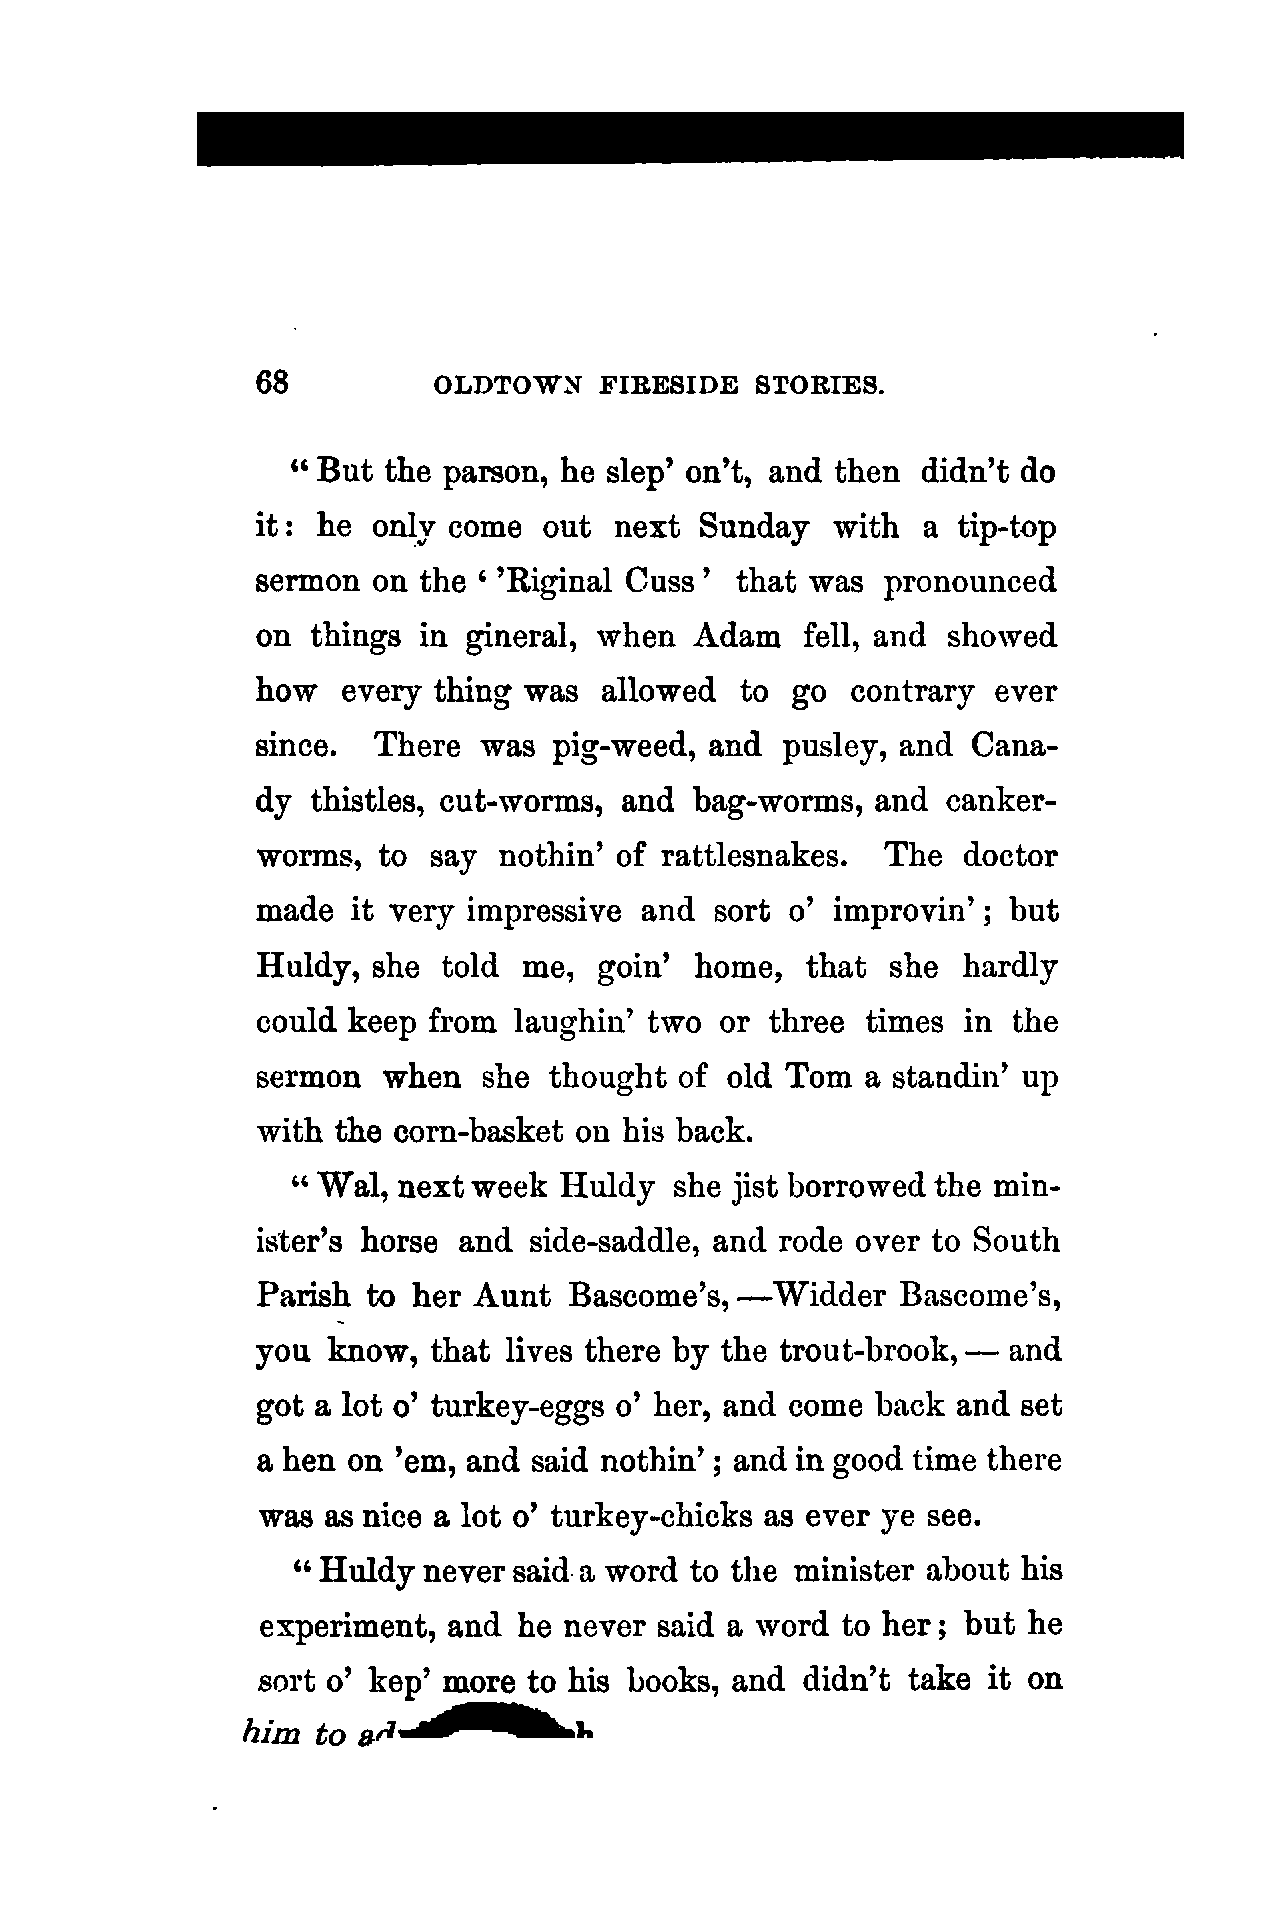 68 OLDTOWN FIRESIDE STORIES.
“ But the parson, he slep’ on’t, and then didn’t do
it: he only come out next Sunday with a tip-top
sermon on the ‘ ’Riginal Cuss ’ that was pronounced
on things in gineral, when Adam fell, and showed
how every thing was allowed to go contrary ever
since. There was pig-weed, and pusley, and Cana-
dy thistles, cut-worms, and bag-worms, and canker-
worms, to say nothin’ of rattlesnakes. The doctor
made it very impressive and sort o’ improvin’ ; but
Huldy, she told me, goin’ home, that she hardly
could keep from laughin’ two or three times in the
sermon when she thought of old Tom a standin’ up
with the corn-basket on his back.
“ Wal, next week Huldy she jist borrowed the min-
ister’s horse and side-saddle, and rode over to South
Parish to her Aunt Bascome’s, —Widder Bascome’s,
you know, that lives there by the trout-brook, — and
got a lot o’ turkey-eggs o’ her, and come back and set
a hen on ’em, and said nothin’ ; and in good time there
was as nice a lot o’ turkey-chicks as ever ye see.
“ Huldy never said a word to the minister about his
experiment, and he never said a word to her ; but he
sort o’ kep’ more to his books, and didn’t take it on
him to